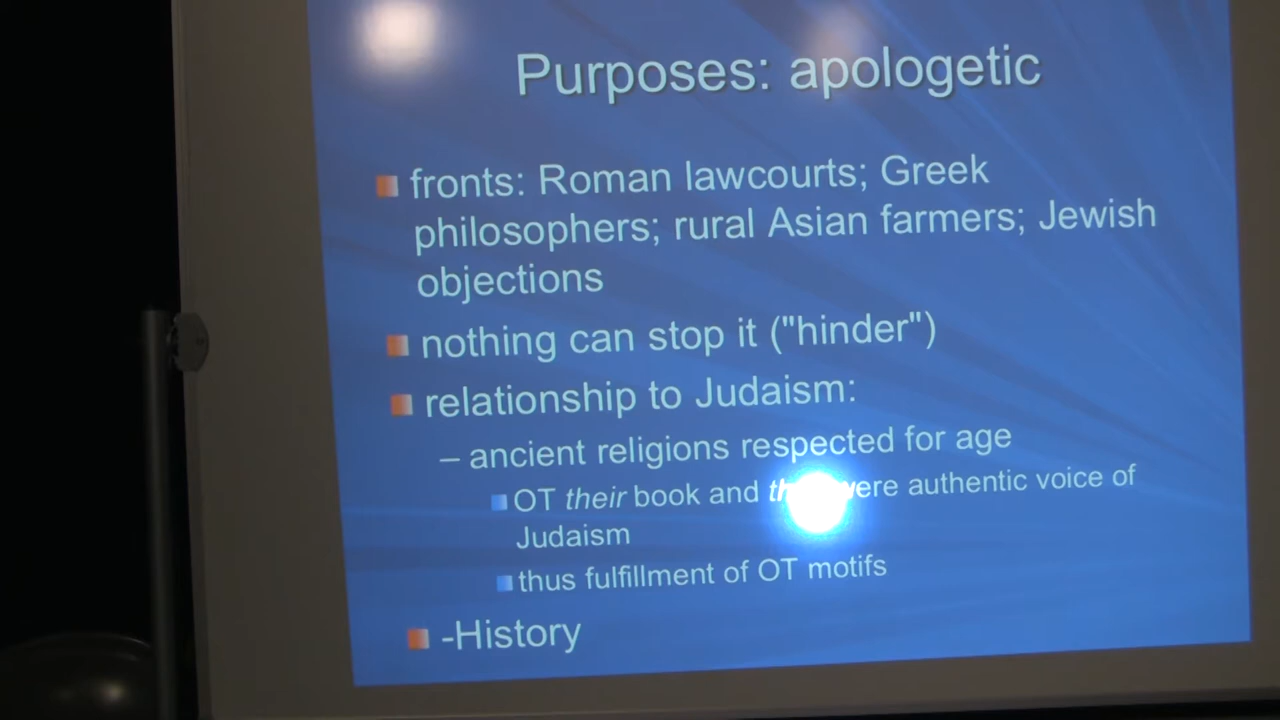 Purposes: apologetic
fronts: Roman lawcourts; Greek
philosophers; rural Asian farmers; Jewish
objections
nothing can stop it ("hinder")
relationship to Judaism:
– ancient religions respected for age
OT their book and were authentic voice of
Judaism
thus fulfillment of OT motifs
-History